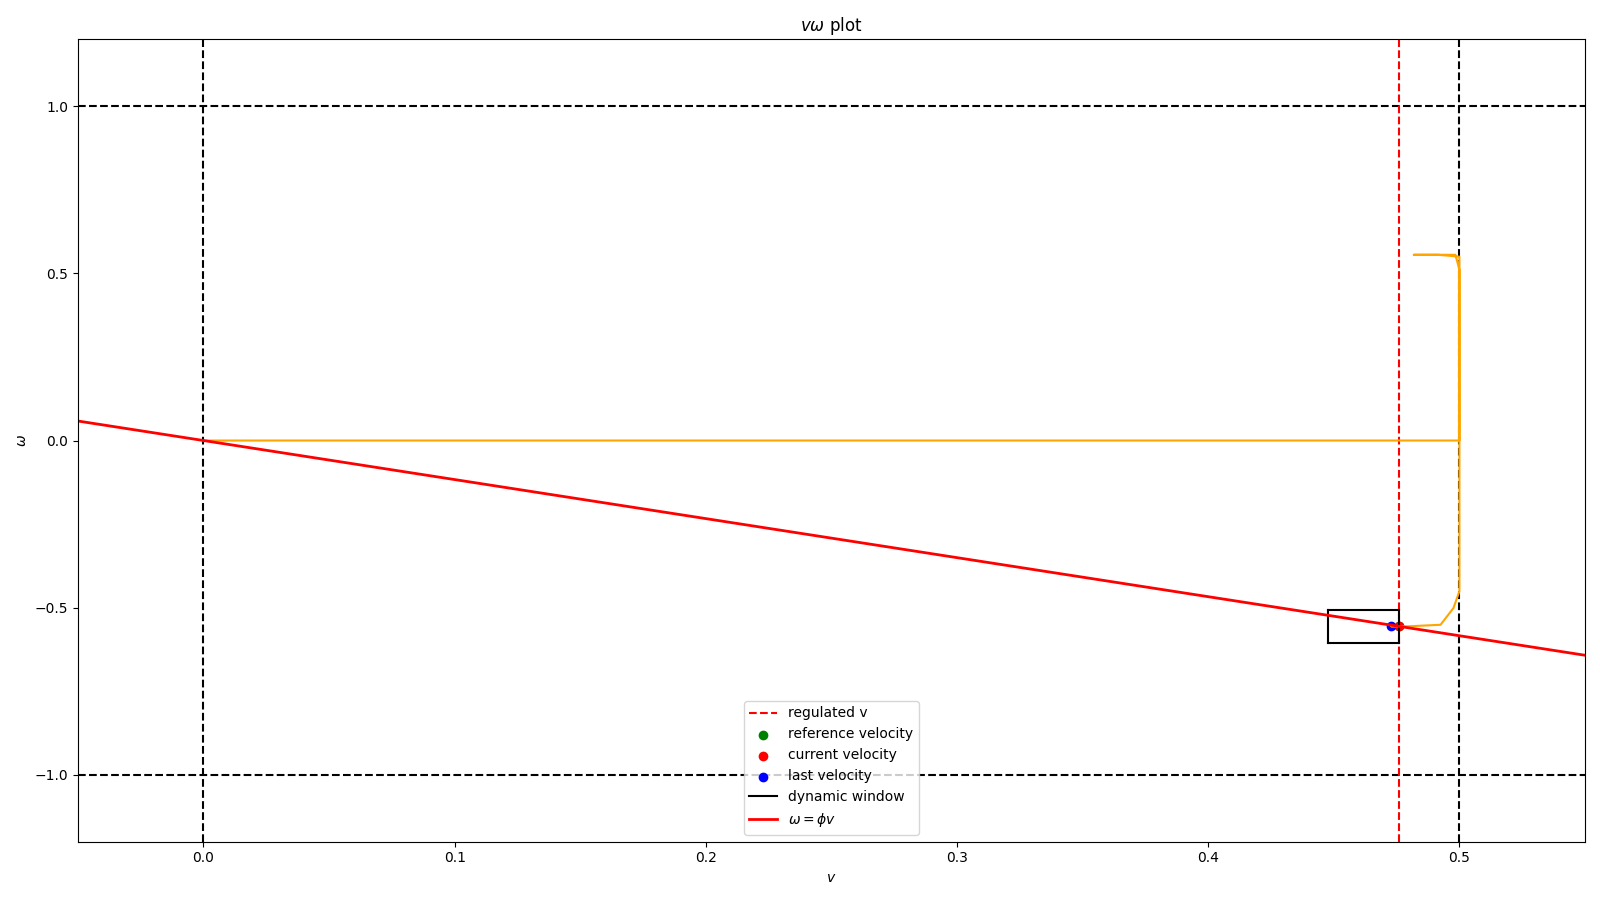 vω plot
1.0
0.5
0.0
−0.5
−1.0
ω
0.0 0.1 0.2 0.3 0.4 0.5
v
regulated v
reference velocity
current velocity
last velocity
dynamic window
ω = ϕv